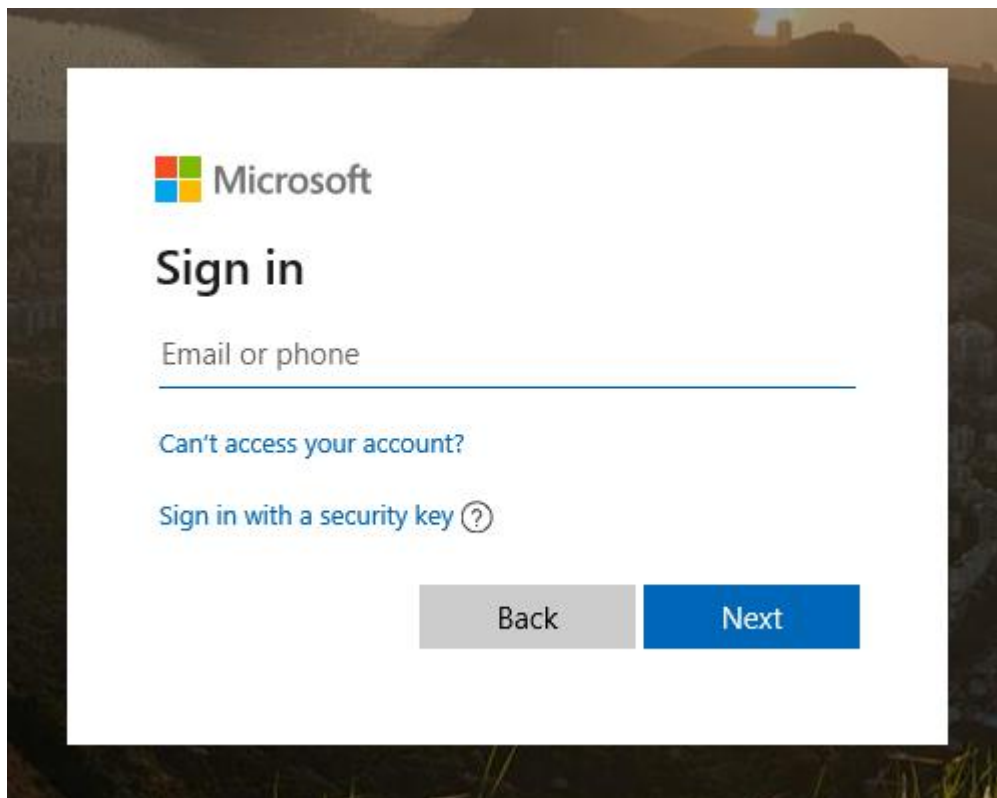 Microsoft
Sign in
Email or phone
Can't access your account?
Sign in with a security key ?
Back Next